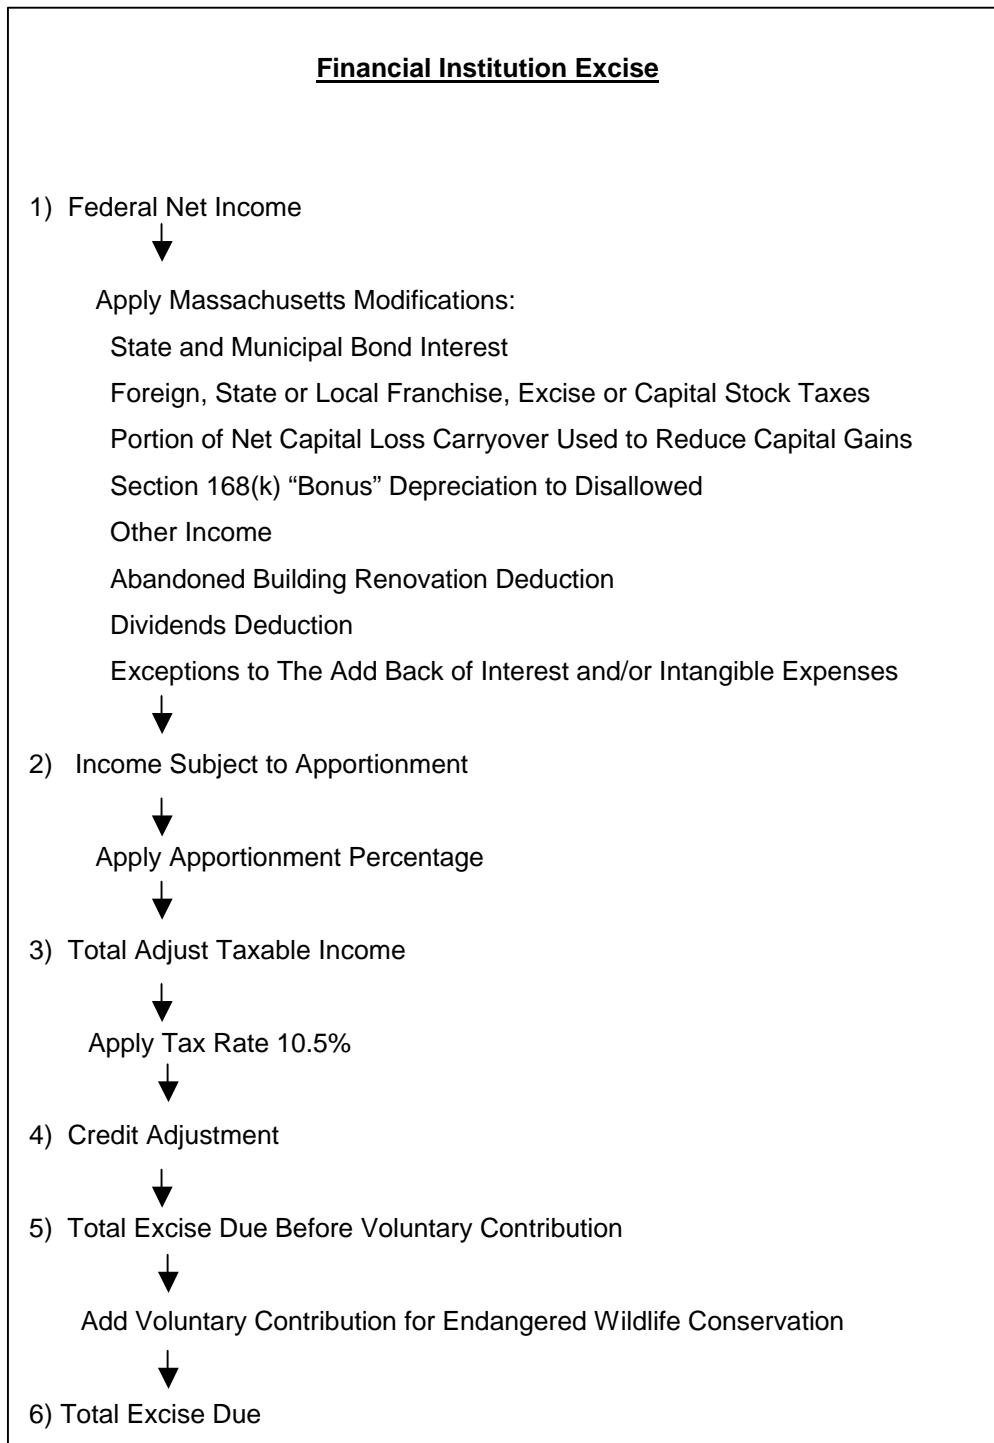 Financial Institution Excise
1) Federal Net Income
Apply Massachusetts Modifications:
State and Municipal Bond Interest
Foreign, State or Local Franchise, Excise or Capital Stock Taxes
Portion of Net Capital Loss Carryover Used to Reduce Capital Gains
Section 168(k) “Bonus” Depreciation to Disallowed
Other Income
Abandoned Building Renovation Deduction
Dividends Deduction
Exceptions to The Add Back of Interest and/or Intangible Expenses
2) Income Subject to Apportionment
Apply Apportionment Percentage
3) Total Adjust Taxable Income
Apply Tax Rate 10.5%
4) Credit Adjustment
5) Total Excise Due Before Voluntary Contribution
Add Voluntary Contribution for Endangered Wildlife Conservation
6) Total Excise Due